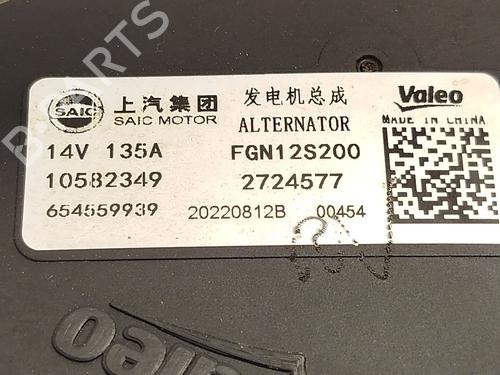 B-PARTS
SAIC
上汽集团
SAIC MOTOR
发电机总成
ALTERNATOR
Valeo
MADE IN CHINA
14V 135A
FGN12S200
10582349
2724577
654559939
20220812B
00454